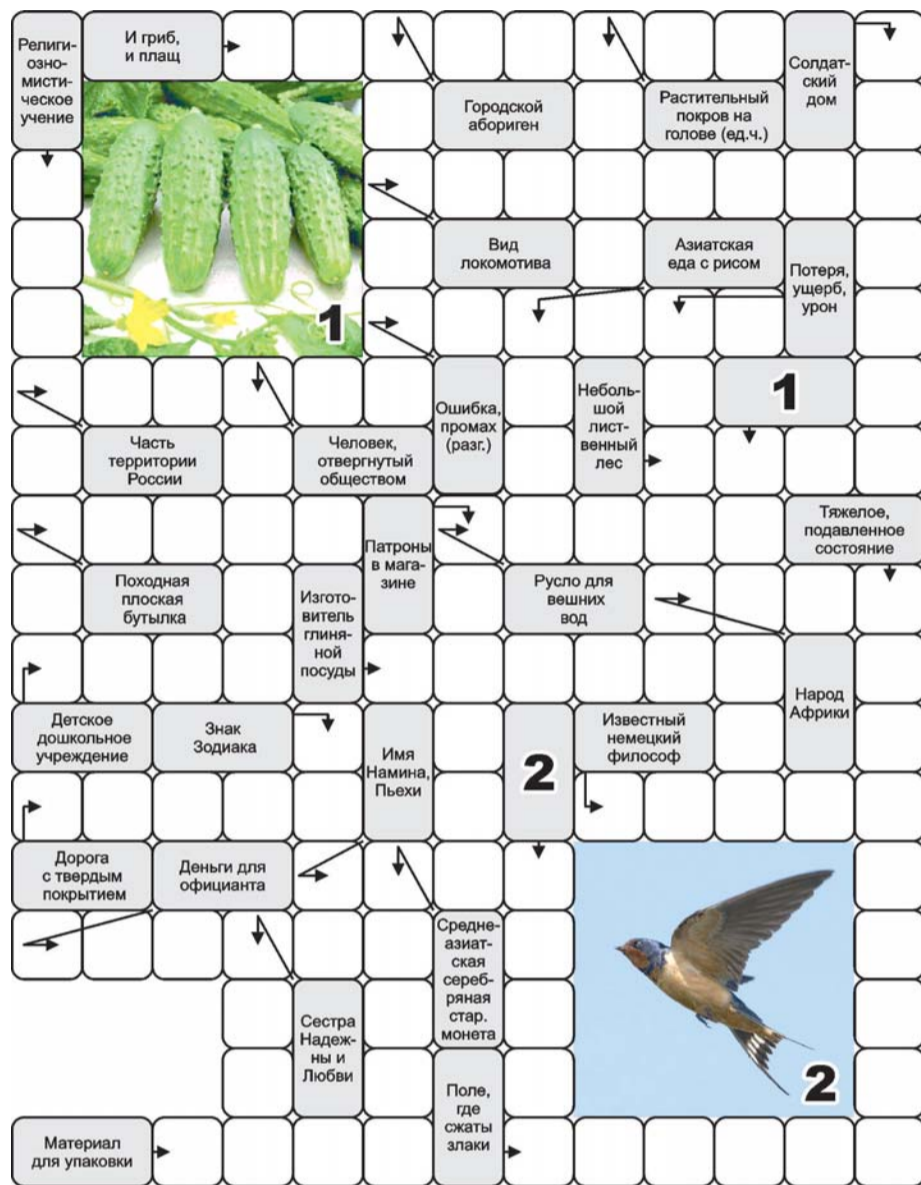 Религи-
озно-
мисти-
ческое
учение
И гриб,
и плащ
Солдат-
ский
дом
Городской
абориген
Растительный
покров на
голове (ед.ч.)
Вид
локомотива
Азиатская
еда с рисом
Потеря,
ущерб,
урон
1
Ошибка,
промах
(разг.)
Неболь-
шой
лист-
венный
лес
1
Часть
территории
России
Человек,
отвергнутый
обществом
Патроны
в мага-
зине
Тяжелое,
подавленное
состояние
Походная
плоская
бутылка
Изгото-
витель
глиня-
ной
посуды
Русло для
вешних
вод
Народ
Африки
Детское
дошкольное
учреждение
Знак
Зодиака
Имя
Намина,
Пьехи
2
Известный
немецкий
философ
Дорога
с твердым
покрытием
Деньги для
официанта
Средне-
азиат-
ская
сереб-
ряная
стар.
монета
Сестра
Надеж-
ды и
Любви
2
Поле,
где
сжаты
злаки
Материал
для упаковки